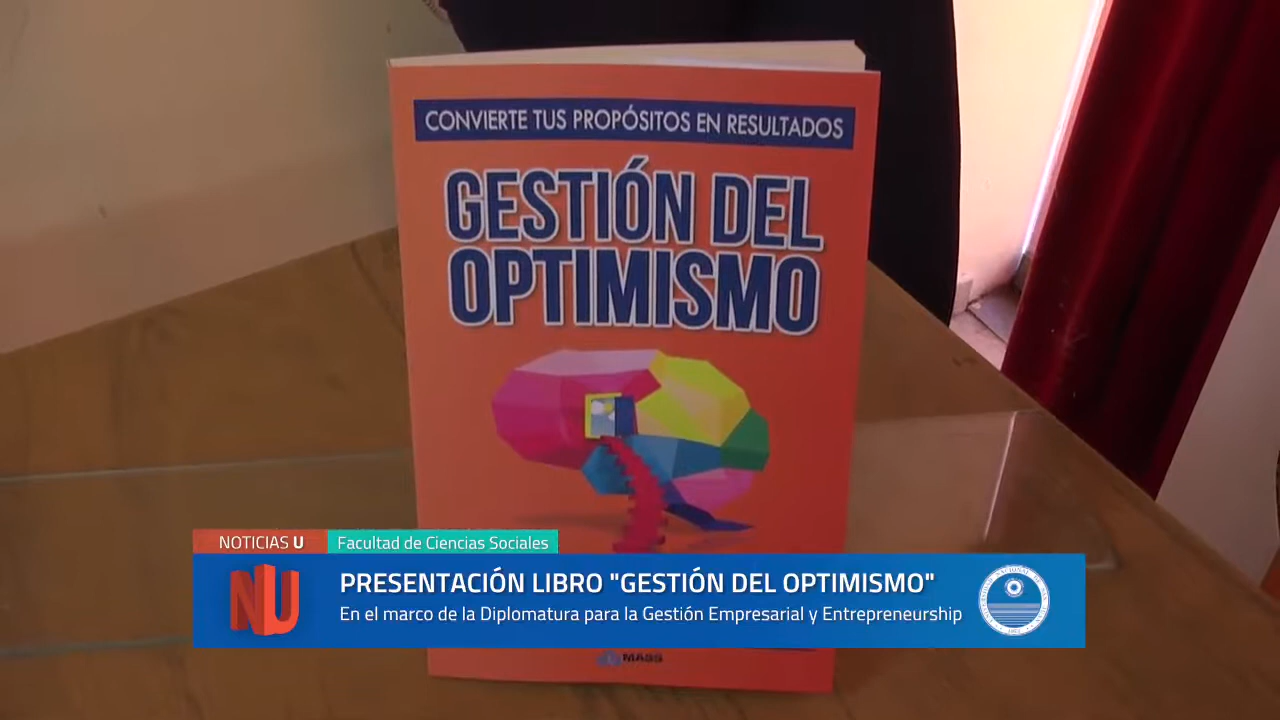 CONVIERTE TUS PROPÓSITOS EN RESULTADOS
GESTIÓN DEL
OPTIMISMO
NOTICIAS U
Facultad de Ciencias Sociales
NU
PRESENTACIÓN LIBRO "GESTIÓN DEL OPTIMISMO"
En el marco de la Diplomatura para la Gestión Empresarial y Entrepreneurship
MASS